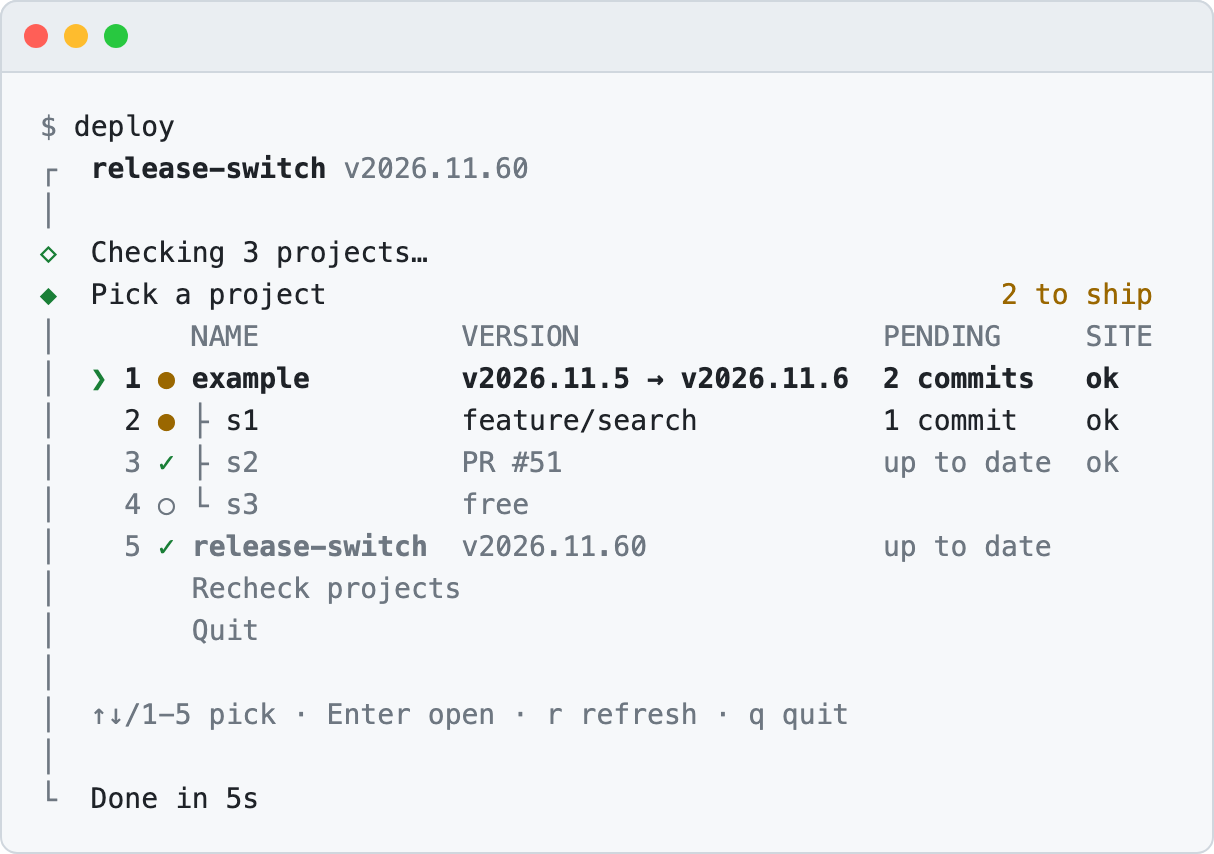 $ deploy
┌  release-switch v2026.11.60
│
◇  Checking 3 projects…
◆  Pick a project                                        2 to ship
│        NAME            VERSION                  PENDING     SITE
│  ❯ 1 ● example         v2026.11.5 → v2026.11.6  2 commits   ok
│    2 ● ├ s1            feature/search           1 commit    ok
│    3 ✓ ├ s2            PR #51                   up to date  ok
│    4 ○ └ s3            free
│    5 ✓ release-switch  v2026.11.60              up to date
│        Recheck projects
│        Quit
│
│  ↑↓/1–5 pick · Enter open · r refresh · q quit
│
└  Done in 5s